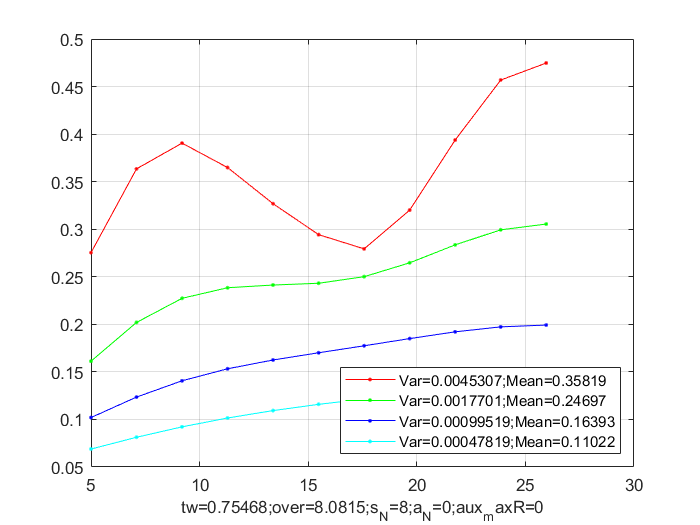 0.5
0.45
0.4
0.35
0.3
0.25
0.2
0.15
0.1
0.05
5 10 15 20 25 30
Var=0.0045307;Mean=0.35819
Var=0.0017701;Mean=0.24697
Var=0.00099519;Mean=0.16393
Var=0.00047819;Mean=0.11022
tw=0.75468;over=8.0815;s_N=8;a_N=0;aux_maxR=0